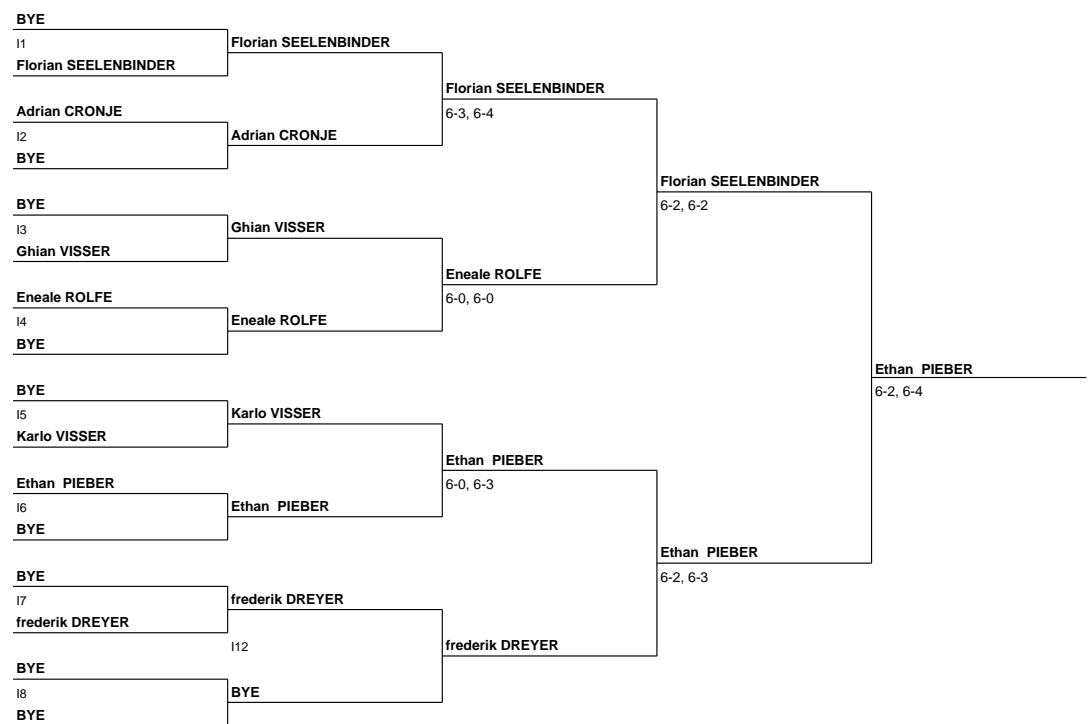 BYE
I1
Florian SEELENBINDER
Florian SEELENBINDER
Adrian CRONJE
I2
BYE
Adrian CRONJE
Florian SEELENBINDER
6-3, 6-4
BYE
I3
Ghian VISSER
Ghian VISSER
Eneale ROLFE
I4
BYE
Eneale ROLFE
Eneale ROLFE
6-0, 6-0
Florian SEELENBINDER
6-2, 6-2
BYE
I5
Karlo VISSER
Karlo VISSER
Ethan  PIEBER
I6
BYE
Ethan  PIEBER
Ethan  PIEBER
6-0, 6-3
BYE
I7
frederik DREYER
frederik DREYER
I12
BYE
I8
BYE
BYE
frederik DREYER
Ethan  PIEBER
6-2, 6-3
Ethan  PIEBER
6-2, 6-4